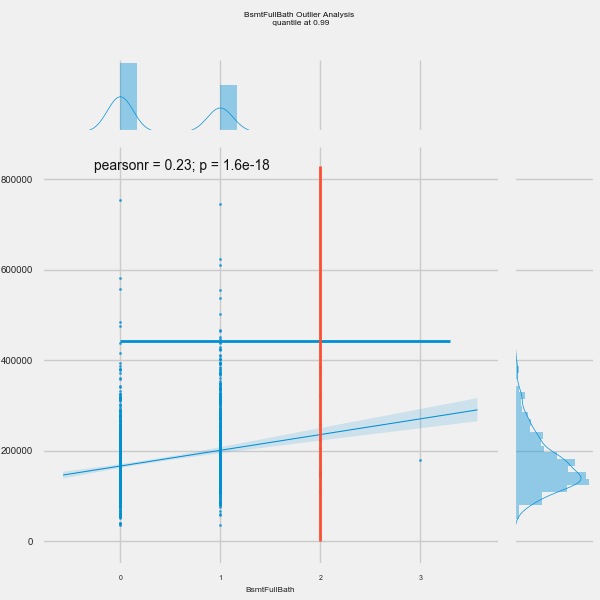 BsmtFullBath Outlier Analysis
quantile at 0.99
pearsonr = 0.23; p = 1.6e-18
800000
600000
400000
200000
0
0 1 2 3
BsmtFullBath